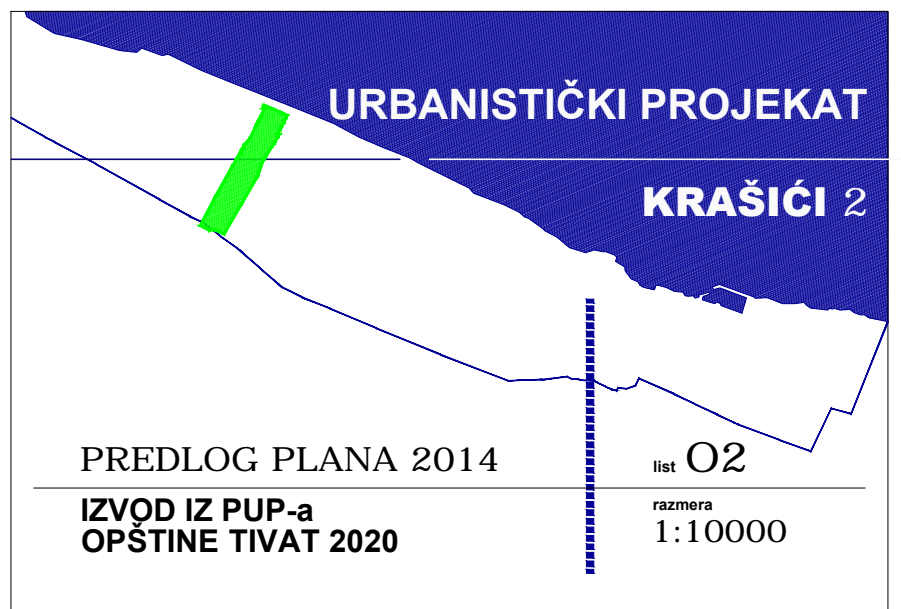 URBANISTIČKI PROJEKAT
KRAŠIĆI 2
PREDLOG PLANA 2014
list O2
IZVOD IZ PUP-a
OPŠTINE TIVAT 2020
razmera
1:10000